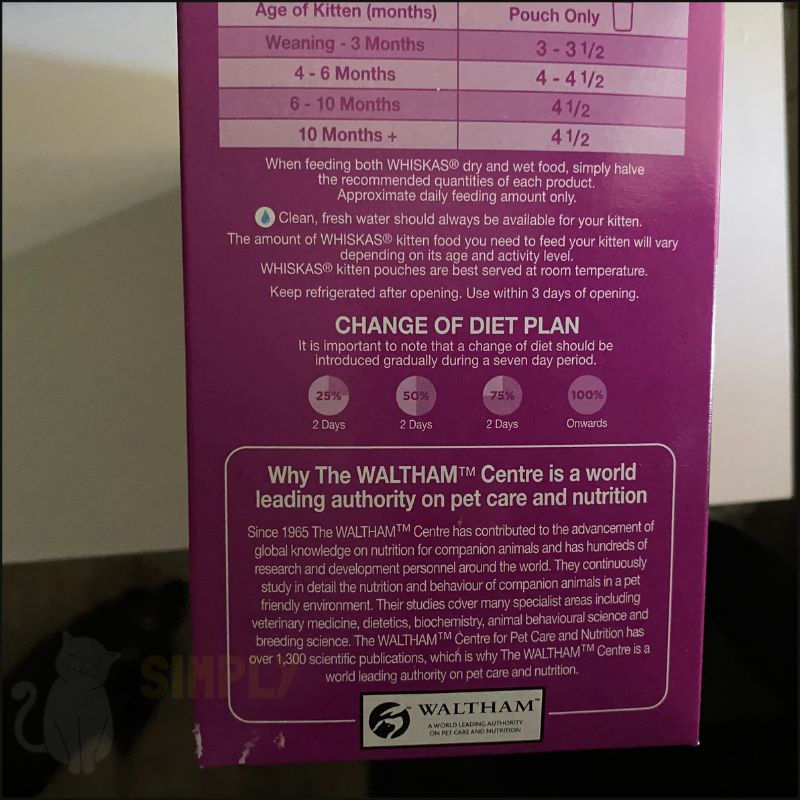 Age of Kitten (months) Pouch Only
Weaning - 3 Months 3 - 3 1/2
4 - 6 Months 4 - 4 1/2
6 - 10 Months 4 1/2
10 Months + 4 1/2
When feeding both WHISKAS® dry and wet food, simply halve
the recommended quantities of each product.
Approximate daily feeding amount only.
Clean, fresh water should always be available for your kitten.
The amount of WHISKAS® kitten food you need to feed your kitten will vary
depending on its age and activity level.
WHISKAS® kitten pouches are best served at room temperature.
Keep refrigerated after opening. Use within 3 days of opening.
CHANGE OF DIET PLAN
It is important to note that a change of diet should be
introduced gradually during a seven day period.
25% 50% 75% 100%
2 Days 2 Days 2 Days Onwards
Why The WALTHAM™ Centre is a world
leading authority on pet care and nutrition
Since 1965 The WALTHAM™ Centre has contributed to the advancement of
global knowledge on nutrition for companion animals and has hundreds of
research and development personnel around the world. They continuously
study in detail the nutrition and behaviour of companion animals in a pet
friendly environment. Their studies cover many specialist areas including
veterinary medicine, dietetics, biochemistry, animal behavioural science and
breeding science. The WALTHAM™ Centre for Pet Care and Nutrition has
over 1,300 scientific publications, which is why The WALTHAM™ Centre is a
world leading authority on pet care and nutrition.
SIMPLY
WALTHAM™
A WORLD LEADING AUTHORITY
ON PET CARE AND NUTRITION